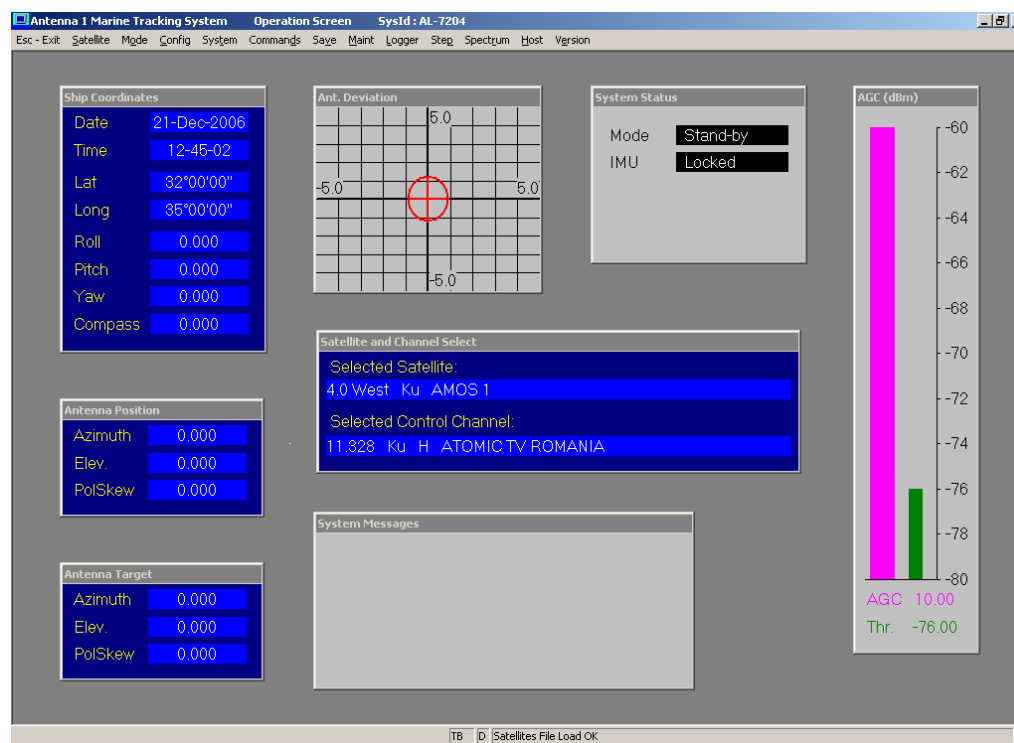 Antenna 1 Marine Tracking System Operation Screen SysId : AL-7204
Esc - Exit Satellite Mode Config System Commands Save Maint Logger Step Spectrum Host Version
Ship Coordinates
Date 21-Dec-2006
Time 12-45-02
Lat 32°00'00"
Long 35°00'00"
Roll 0.000
Pitch 0.000
Yaw 0.000
Compass 0.000
Antenna Position
Azimuth 0.000
Elev. 0.000
PolSkew 0.000
Antenna Target
Azimuth 0.000
Elev. 0.000
PolSkew 0.000
Ant. Deviation
5.0
-5.0 5.0
-5.0
Satellite and Channel Select
Selected Satellite:
4.0 West Ku AMOS 1
Selected Control Channel:
11.328 Ku H ATOMIC TV ROMANIA
System Messages
System Status
Mode Stand-by
IMU Locked
AGC (dBm)
-60
-62
-64
-66
-68
-70
-72
-74
-76
-78
-80
AGC 10.00
Thr. -76.00
TB D Satellites File Load OK